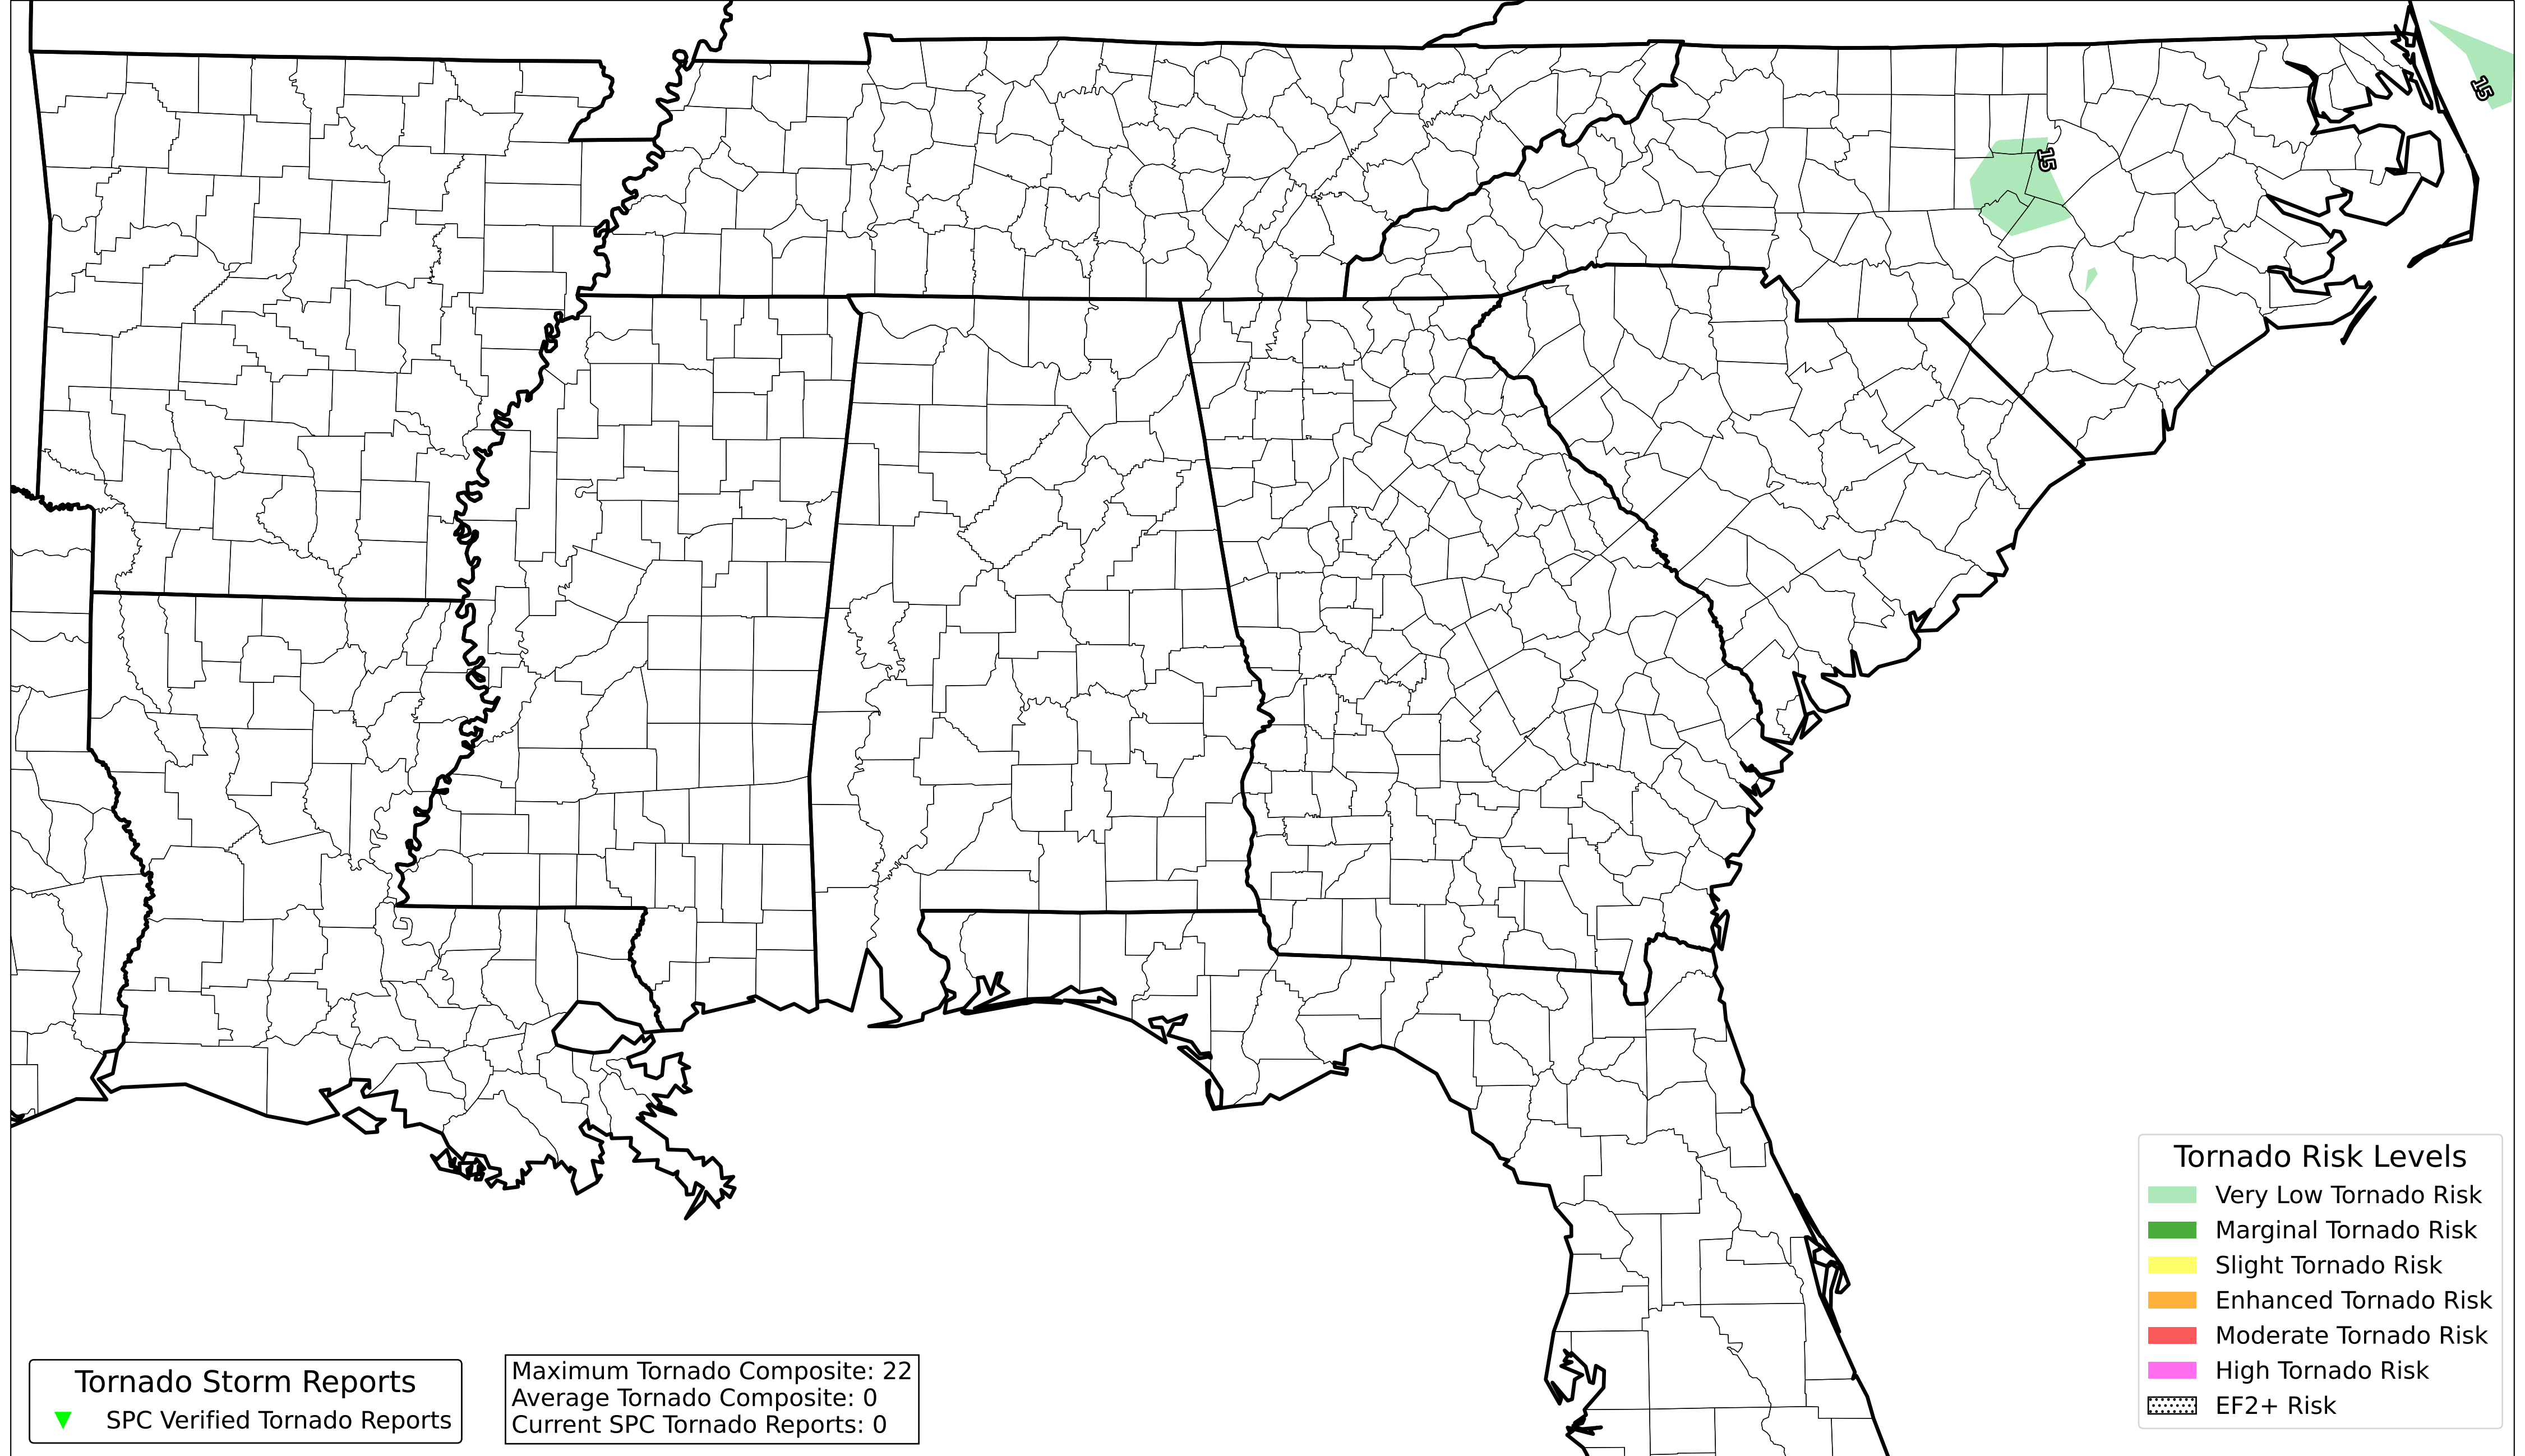 15
15
Tornado Risk Levels
Very Low Tornado Risk
Marginal Tornado Risk
Slight Tornado Risk
Enhanced Tornado Risk
Moderate Tornado Risk
High Tornado Risk
EF2+ Risk
Tornado Storm Reports
SPC Verified Tornado Reports
Maximum Tornado Composite: 22
Average Tornado Composite: 0
Current SPC Tornado Reports: 0